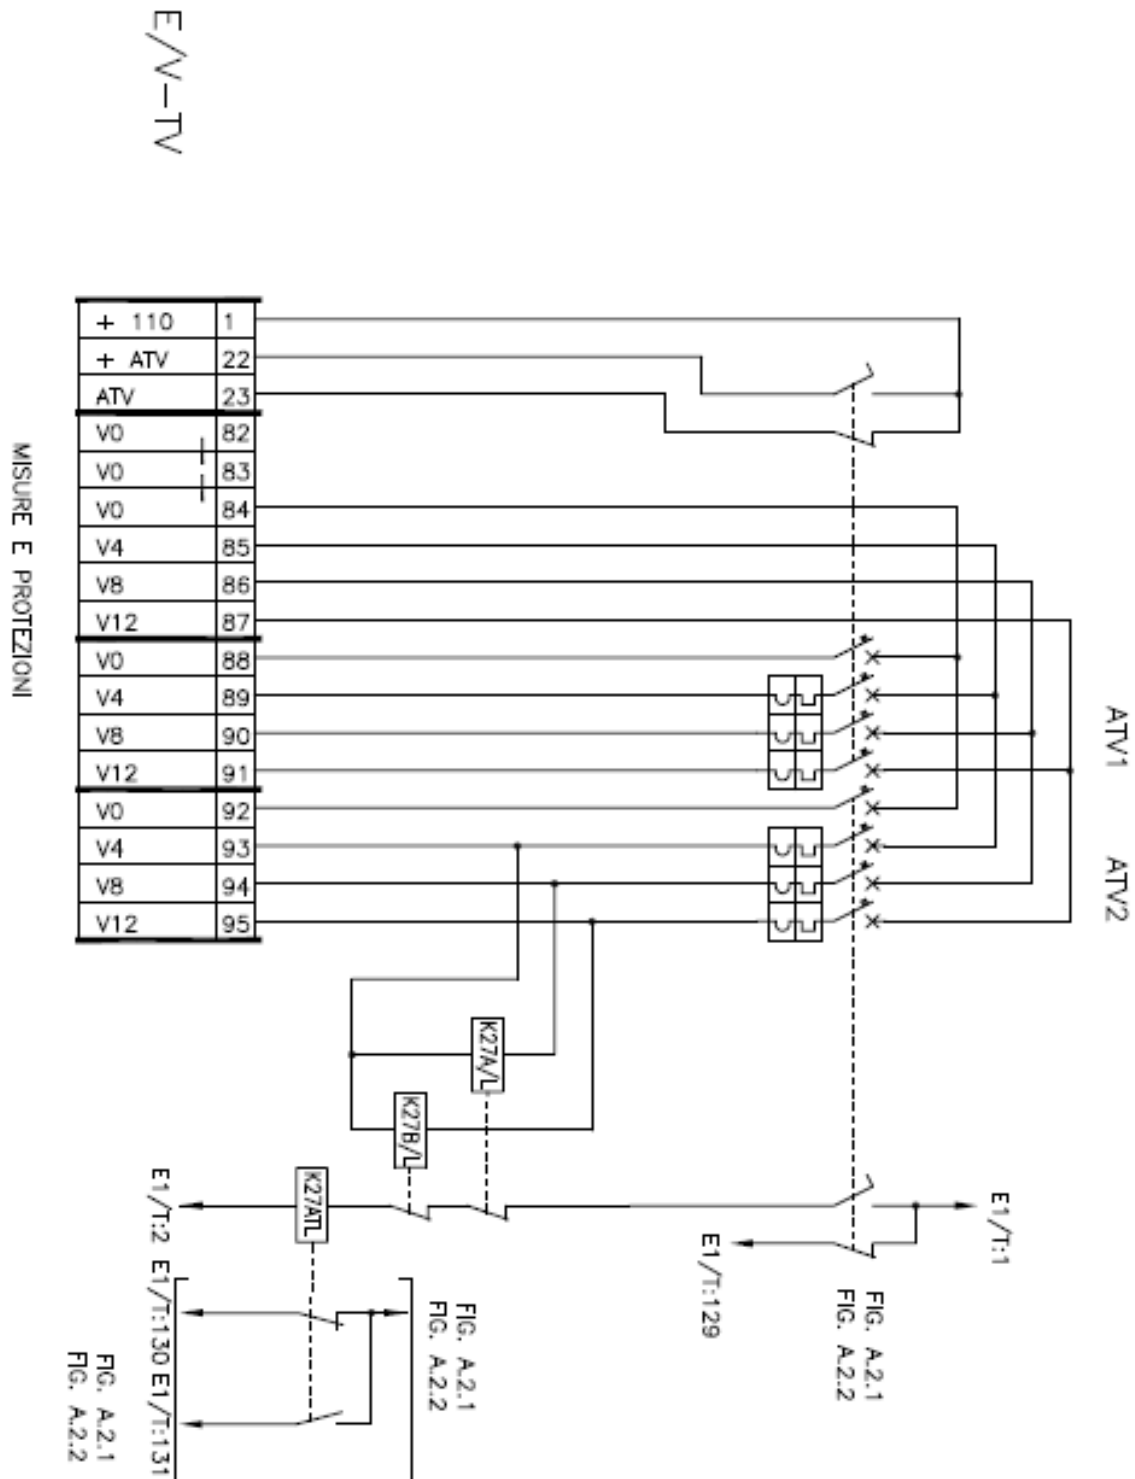 E/V-TV
+ 110 1
+ ATV 22
ATV 23
V0 82
V0 83
V0 84
V4 85
V8 86
V12 87
V0 88
V4 89
V8 90
V12 91
V0 92
V4 93
V8 94
V12 95
MISURE E PROTEZIONI
ATV1
ATV2
K27A/L
K27B/L
K27ATL
E1/T:2
E1/T:1
E1/T:129
FIG. A.2.1
FIG. A.2.2
FIG. A.2.1
FIG. A.2.2
E1/T:130
E1/T:131
FIG. A.2.1
FIG. A.2.2